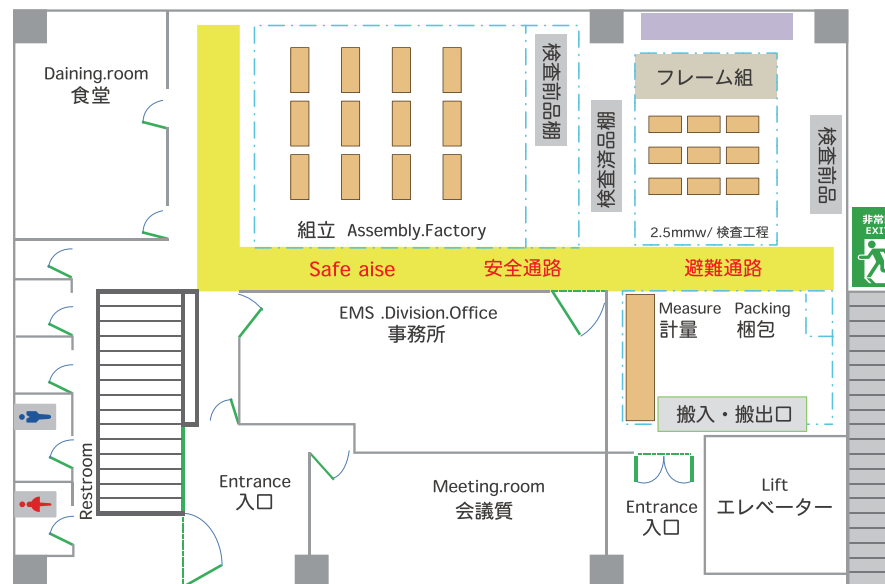 Daining.room
食堂
検査前品棚
フレーム組
検査済品棚
検査前品
組立 Assembly.Factory
2.5mmw/ 検査工程
Safe aise
安全通路
避難通路
非常
EXIT
EMS .Division.Office
事務所
Measure
計量
Packing
梱包
搬入・搬出口
Restroom
Entrance
入口
Meeting.room
会議質
Entrance
入口
Lift
エレベーター